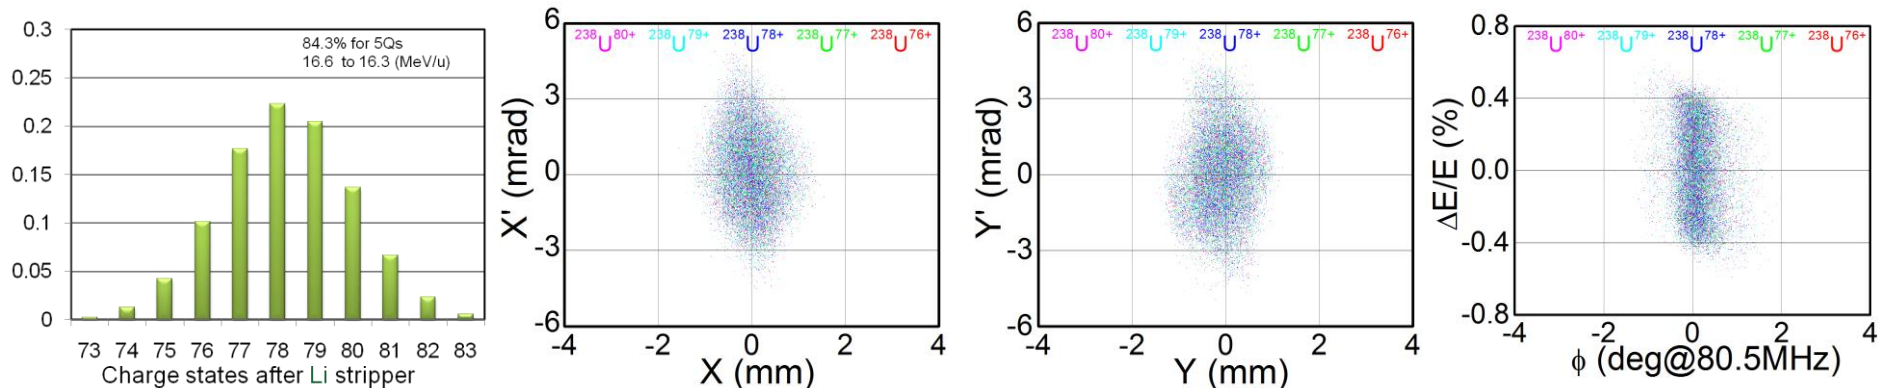 0.3
0.25
0.2
0.15
0.1
0.05
0
84.3% for 5Qs
16.6 to 16.3 (MeV/u)
73 74 75 76 77 78 79 80 81 82 83
Charge states after Li stripper
6
3
0
-3
-6
X' (mrad)
238U80+ 238U79+ 238U78+ 238U77+ 238U76+
-4 -2 0 2 4
X (mm)
6
3
0
-3
-6
Y' (mrad)
238U80+ 238U79+ 238U78+ 238U77+ 238U76+
-4 -2 0 2 4
Y (mm)
0.8
0.4
0.0
-0.4
-0.8
ΔE/E (%)
238U80+ 238U79+ 238U78+ 238U77+ 238U76+
-4 -2 0 2 4
ϕ (deg@80.5MHz)